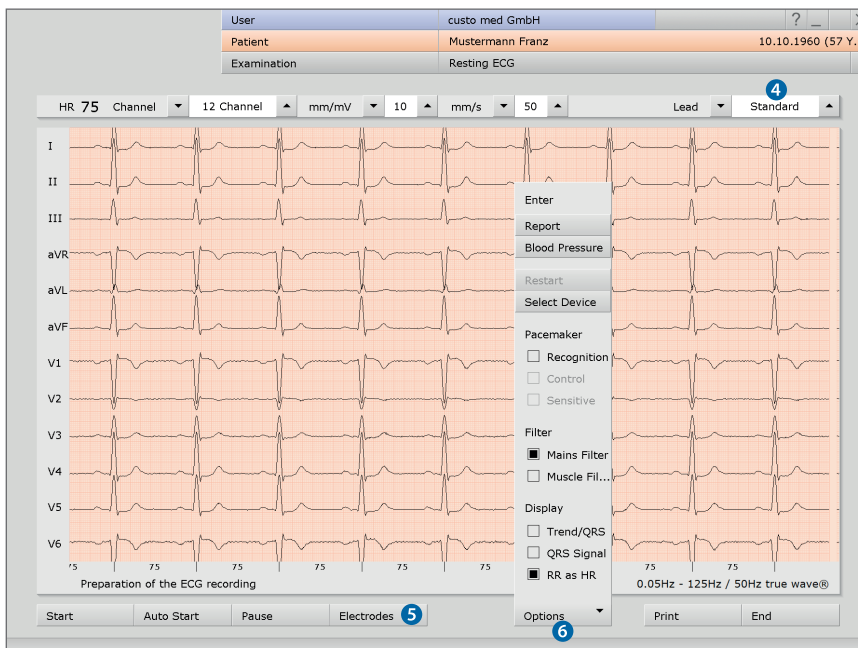 User custo med GmbH ? _
Patient Mustermann Franz 10.10.1960 (57 Y.
Examination Resting ECG
4
HR 75 Channel 12 Channel mm/mV 10 mm/s 50 Lead Standard
I
II
III
aVR
aVL
aVF
V1
V2
V3
V4
V5
V6
Enter
Report
Blood Pressure
Restart
Select Device
Pacemaker
Recognition
Control
Sensitive
Filter
Mains Filter
Muscle Fil...
Display
Trend/QRS
QRS Signal
RR as HR
75 75 75 75 75 75 75 75
Preparation of the ECG recording 0.05Hz - 125Hz / 50Hz true wave®
Start Auto Start Pause Electrodes 5 Options Print End
6